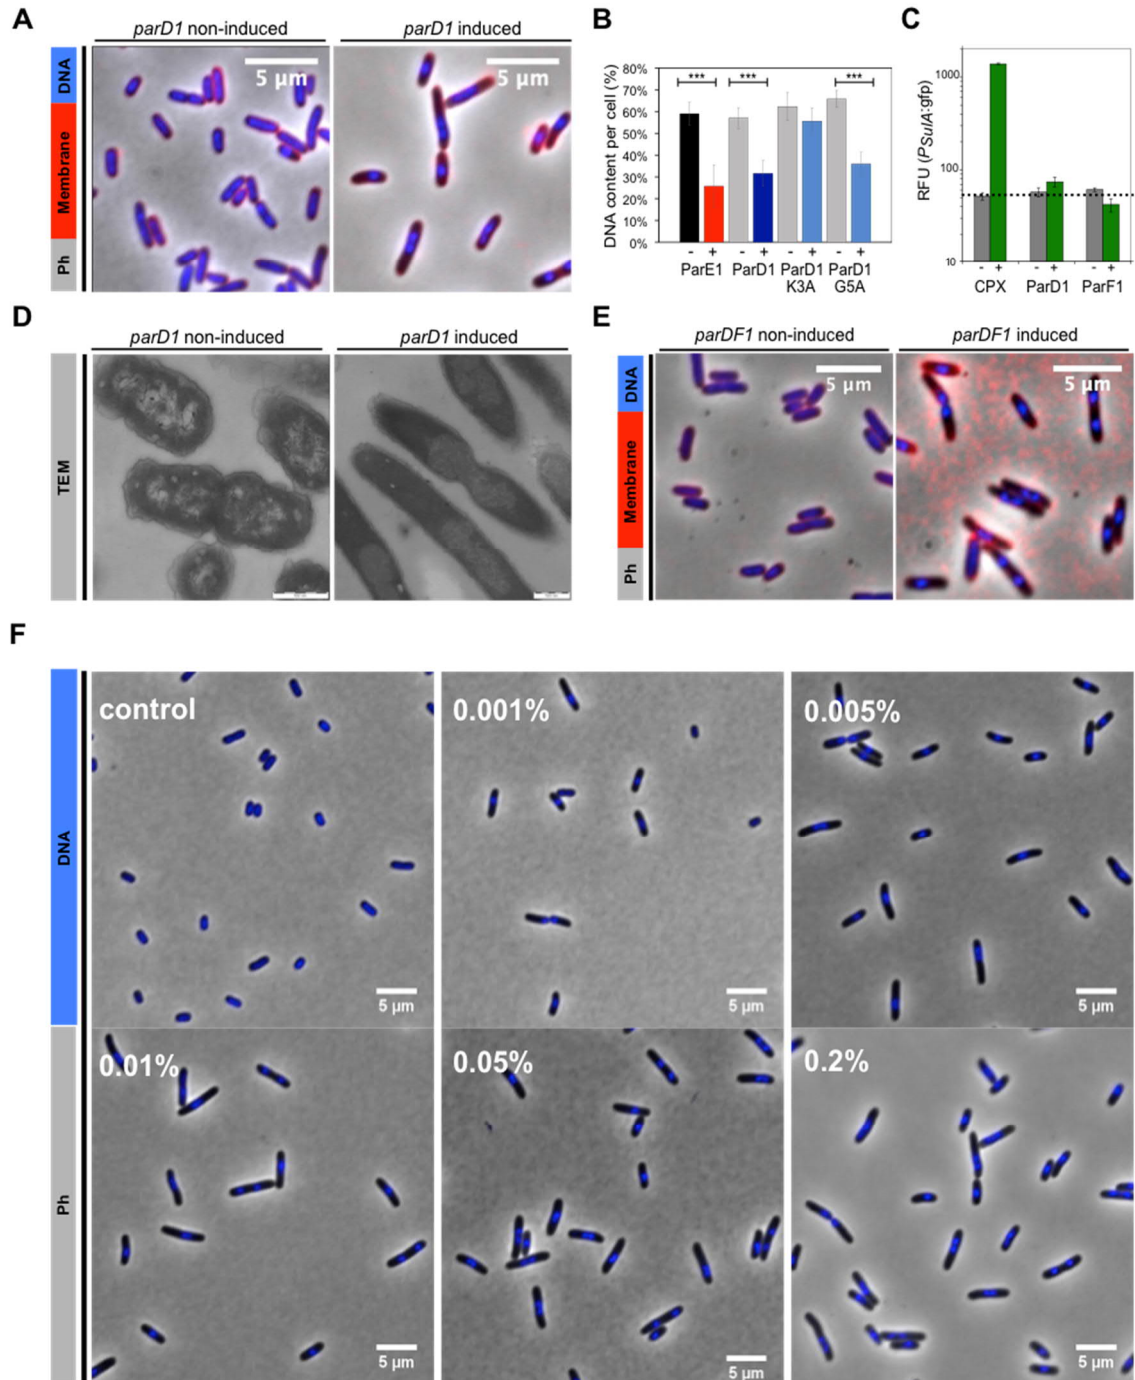 A
parD1 non-induced
parD1 induced
DNA
Membrane
Ph
5 µm
5 µm
B
DNA content per cell (%)
80%
70%
60%
50%
40%
30%
20%
10%
0%
***
***
***
- + - + - + - +
ParE1 ParD1 ParD1 ParD1
K3A G5A
C
RFU (PSulA:gfp)
1000
100
10
- + - + - +
CPX ParD1 ParF1
D
parD1 non-induced
parD1 induced
TEM
E
parDF1 non-induced
parDF1 induced
DNA
Membrane
Ph
5 µm
5 µm
F
DNA
Ph
control
5 µm
0.001%
5 µm
0.005%
5 µm
0.01%
5 µm
0.05%
5 µm
0.2%
5 µm